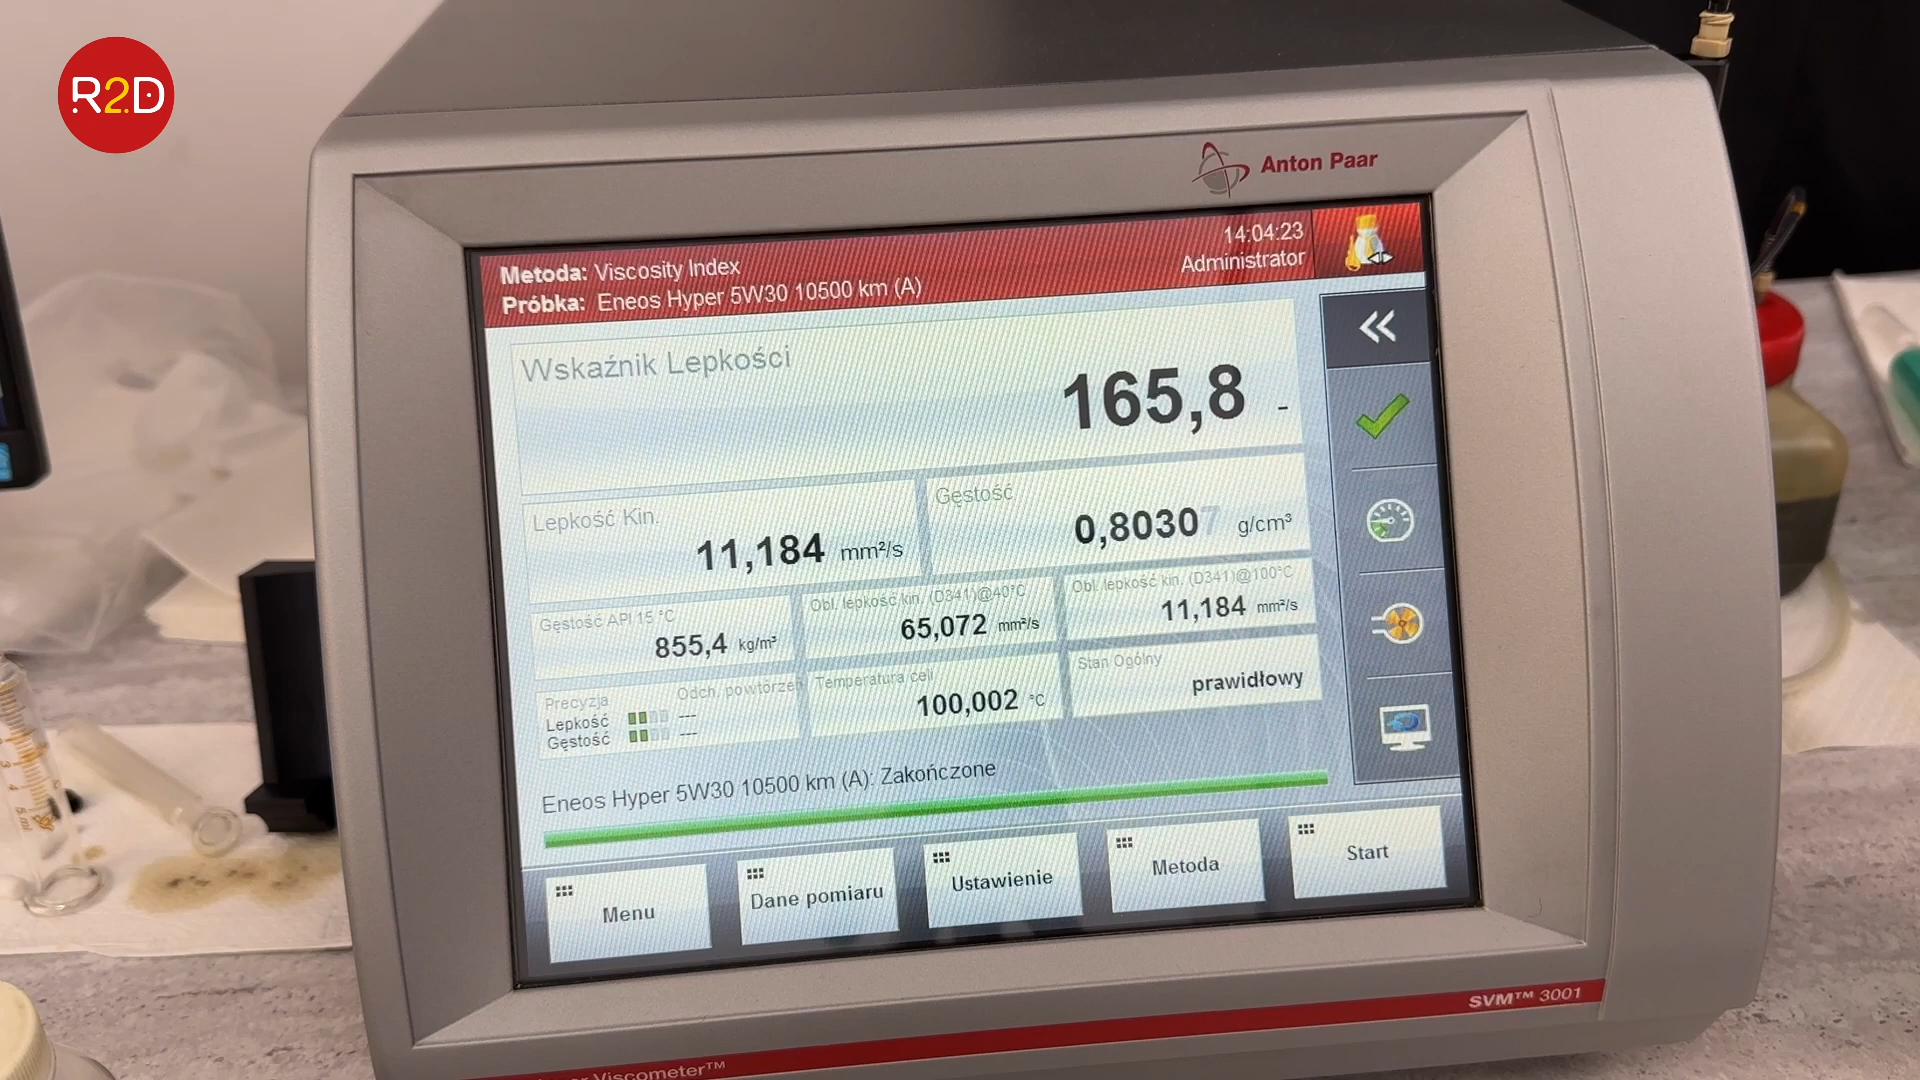 R2D
Anton Paar
14:04:23
Administrator
Metoda: Viscosity Index
Próbka: Eneos Hyper 5W30 10500 km (A)
Wskaźnik Lepkości
165,8 -
Lepkość Kin.
11,184 mm²/s
Gęstość
0,80307 g/cm³
Gęstość API 15 °C
855,4 kg/m³
Obl. lepkość kin. (D341)@40°C
65,072 mm²/s
Obl. lepkość kin. (D341)@100°C
11,184 mm²/s
Precyzja Odch. powtórzeń
Lepkość ---
Gęstość ---
Temperatura celi
100,002 °C
Stan Ogólny
prawidłowy
Eneos Hyper 5W30 10500 km (A): Zakończone
Menu
Dane pomiaru
Ustawienie
Metoda
Start
SVM™ 3001
Viscometer™